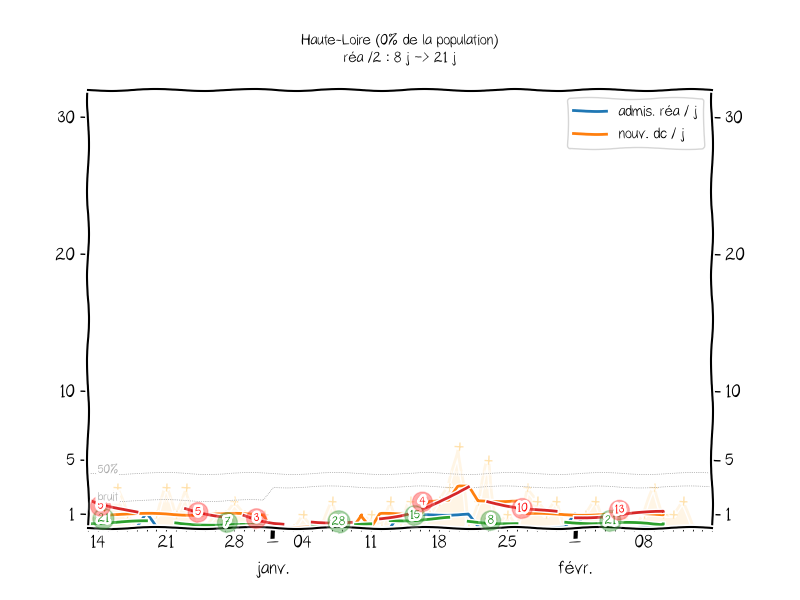 Haute-Loire (0% de la population)
réa /2 : 8 j -> 21 j
admis. réa / j
nouv. dc / j
30 30
20 20
10 10
5 5
1 1
50%
bruit
5 5 3 4 10 13
21 7 28 15 8 21
14 21 28 04 11 18 25 08
janv. févr.